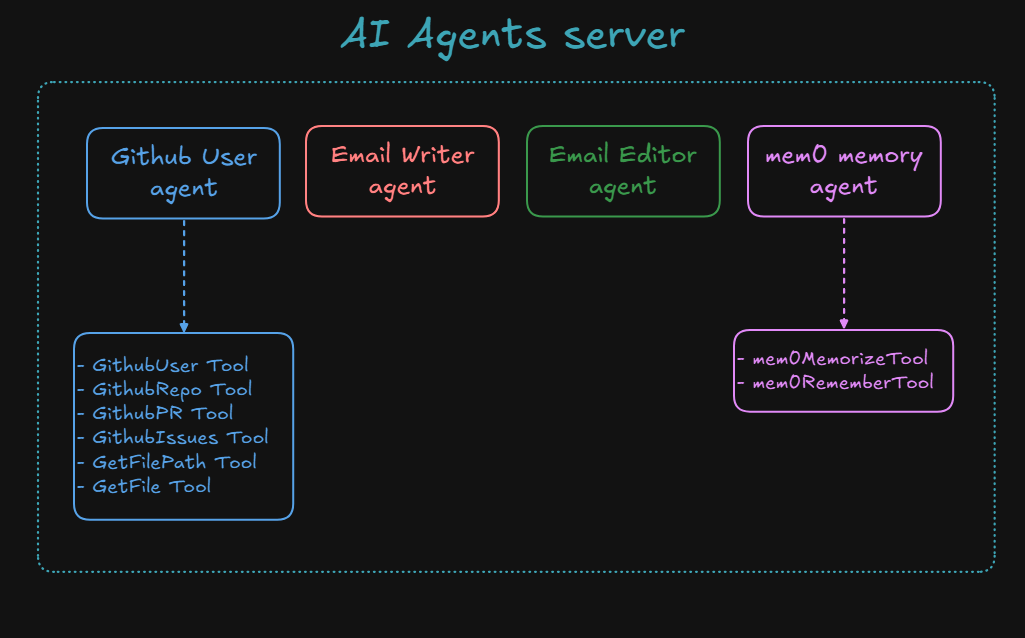 AI Agents server
Github User
agent
Email Writer
agent
Email Editor
agent
mem0 memory
agent
- GithubUser Tool
- GithubRepo Tool
- GithubPR Tool
- GithubIssues Tool
- GetFilePath Tool
- GetFile Tool
- mem0MemorizeTool
- mem0RememberTool